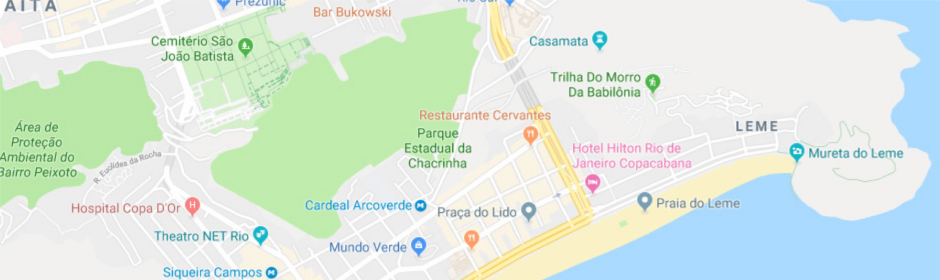 AITA
Prezunic
Bar Bukowski
Cemitério São
João Batista
Casamata
Trilha Do Morro
Da Babilônia
Restaurante Cervantes
LEME
Área de
Proteção
Ambiental do
Bairro Peixoto
Parque
Estadual da
Chacrinha
Hotel Hilton Rio de
Janeiro Copacabana
Mureta do Leme
R. Euclides da Rocha
Hospital Copa D'Or
H
Cardeal Arcoverde
Praça do Lido
Praia do Leme
Theatro NET Rio
Mundo Verde
Siqueira Campos